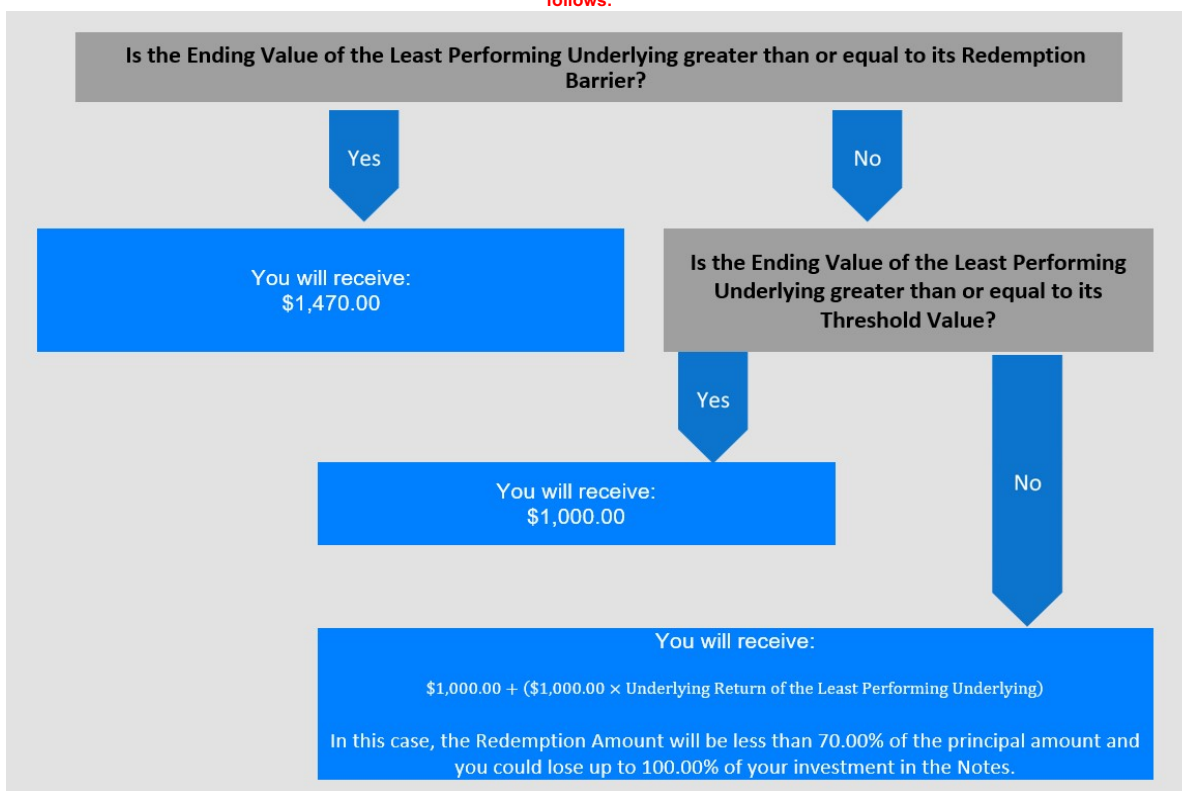 follows:
Is the Ending Value of the Least Performing Underlying greater than or equal to its Redemption
Barrier?
Yes
No
You will receive:
$1,470.00
Is the Ending Value of the Least Performing
Underlying greater than or equal to its
Threshold Value?
Yes
No
You will receive:
$1,000.00
You will receive:
$1,000.00 + ($1,000.00 × Underlying Return of the Least Performing Underlying)
In this case, the Redemption Amount will be less than 70.00% of the principal amount and
you could lose up to 100.00% of your investment in the Notes.